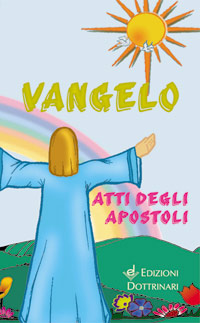 VANGELO
ATTI DEGLI
APOSTOLI
EDIZIONI
DOTTRINARI